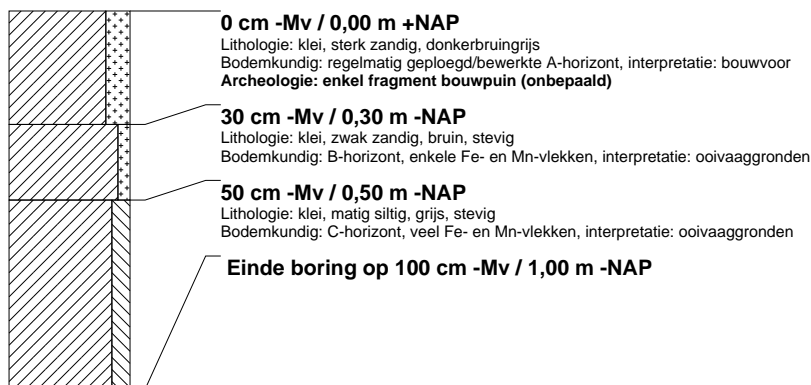 0 cm -Mv / 0,00 m +NAP
Lithologie: klei, sterk zandig, donkerbruingrijs
Bodemkundig: regelmatig geploegd/bewerkte A-horizont, interpretatie: bouwvoor
Archeologie: enkel fragment bouwpuin (onbepaald)
30 cm -Mv / 0,30 m -NAP
Lithologie: klei, zwak zandig, bruin, stevig
Bodemkundig: B-horizont, enkele Fe- en Mn-vlekken, interpretatie: ooivaaggronden
50 cm -Mv / 0,50 m -NAP
Lithologie: klei, matig siltig, grijs, stevig
Bodemkundig: C-horizont, veel Fe- en Mn-vlekken, interpretatie: ooivaaggronden
Einde boring op 100 cm -Mv / 1,00 m -NAP